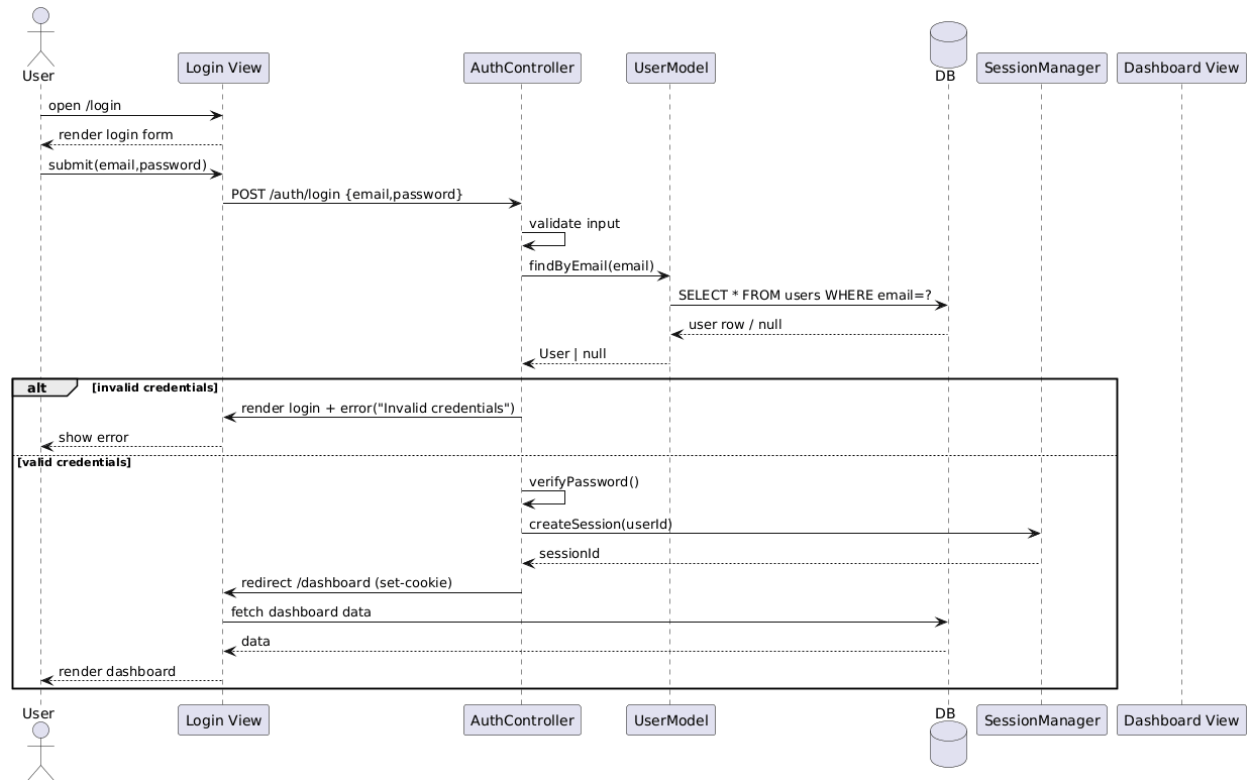 User
Login View
AuthController
UserModel
DB
SessionManager
Dashboard View
open /login
render login form
submit(email,password)
POST /auth/login {email,password}
validate input
findByEmail(email)
SELECT * FROM users WHERE email=?
user row / null
User | null
alt
[invalid credentials]
render login + error("Invalid credentials")
show error
[valid credentials]
verifyPassword()
createSession(userId)
sessionId
redirect /dashboard (set-cookie)
fetch dashboard data
data
render dashboard
User
Login View
AuthController
UserModel
DB
SessionManager
Dashboard View